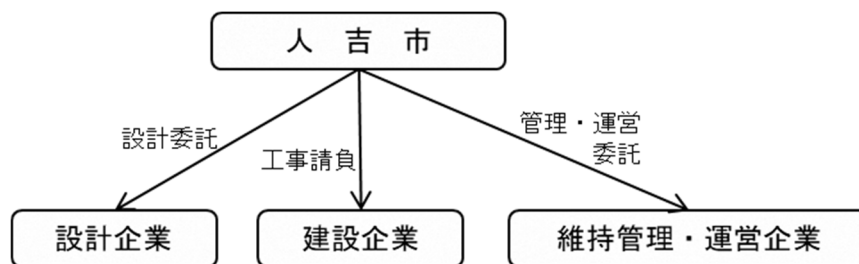 人吉市
設計委託
工事請負
管理・運営
委託
設計企業
建設企業
維持管理・運営企業